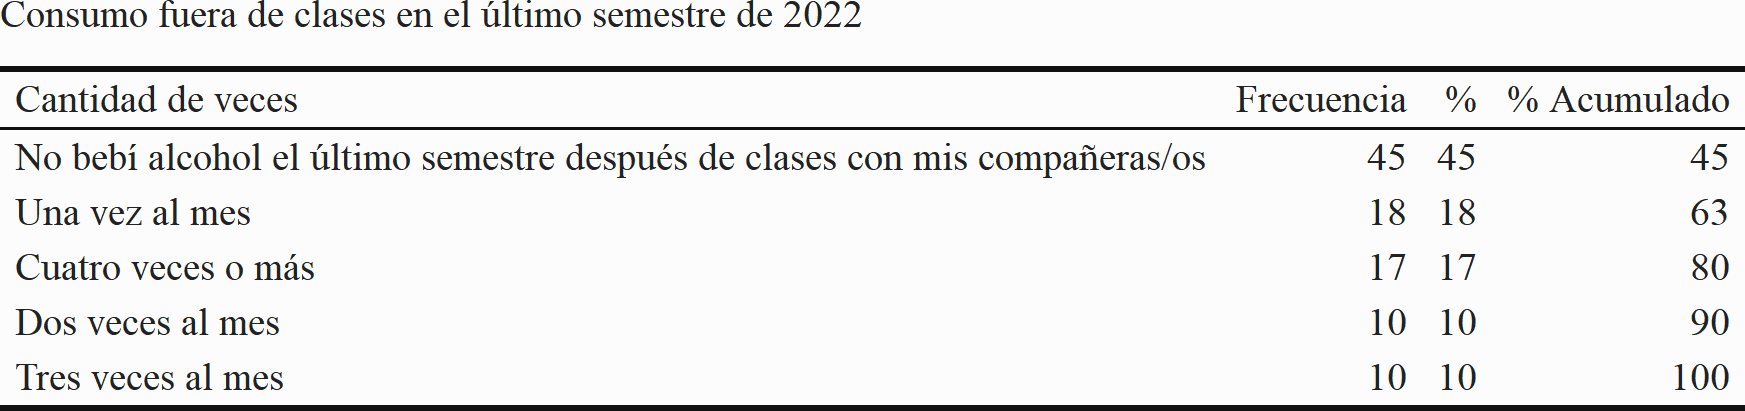 Consumo fuera de clases en el último semestre de 2022
Cantidad de veces Frecuencia % % Acumulado
No bebí alcohol el último semestre después de clases con mis compañeras/os 45 45 45
Una vez al mes 18 18 63
Cuatro veces o más 17 17 80
Dos veces al mes 10 10 90
Tres veces al mes 10 10 100